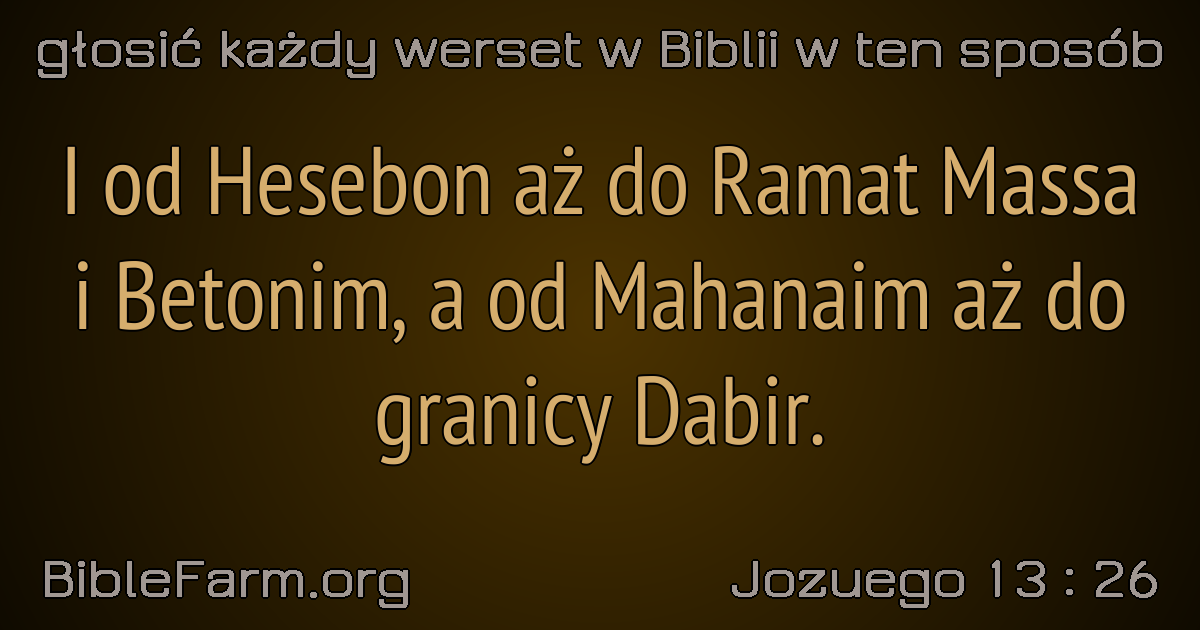 głosić każdy werset w Biblii w ten sposób
I od Hesebon aż do Ramat Massa
i Betonim, a od Mahanaim aż do
granicy Dabir.
BibleFarm.org
Jozuego 13 : 26